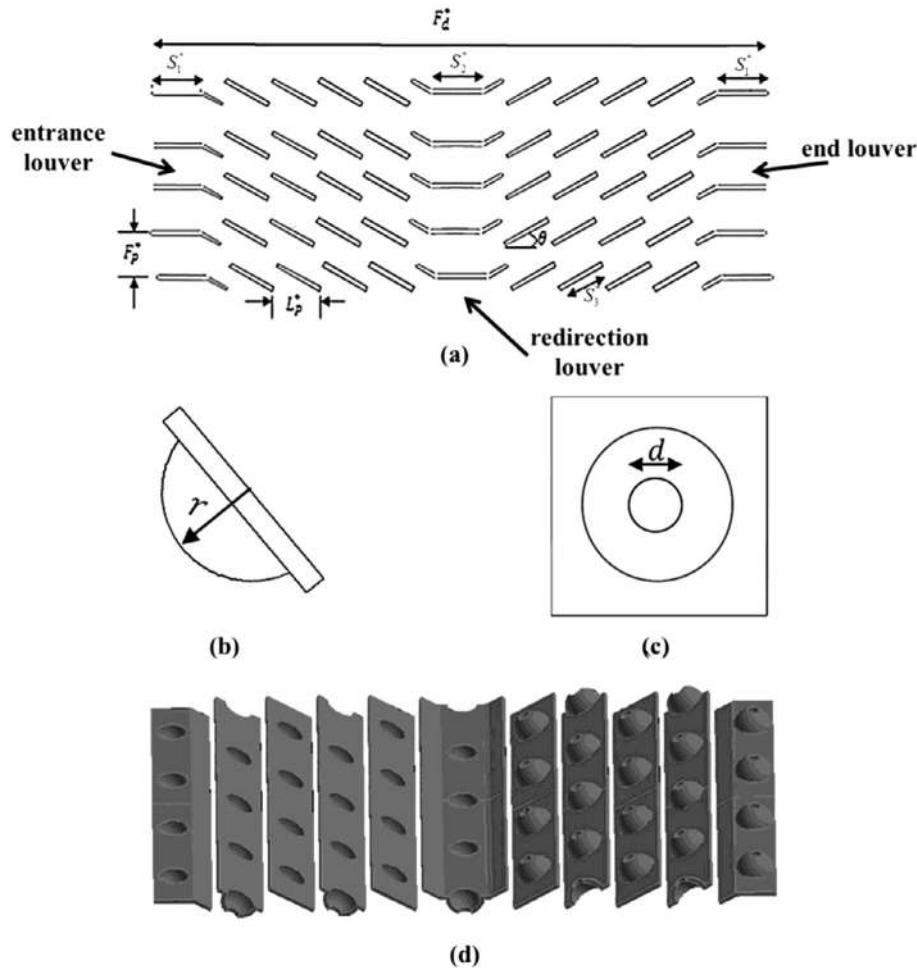 F*d
S*1 S*2 S*1
entrance louver
end louver
F*p
θ
L*p
S*3
redirection louver
(a)
r
d
(b)
(c)
(d)